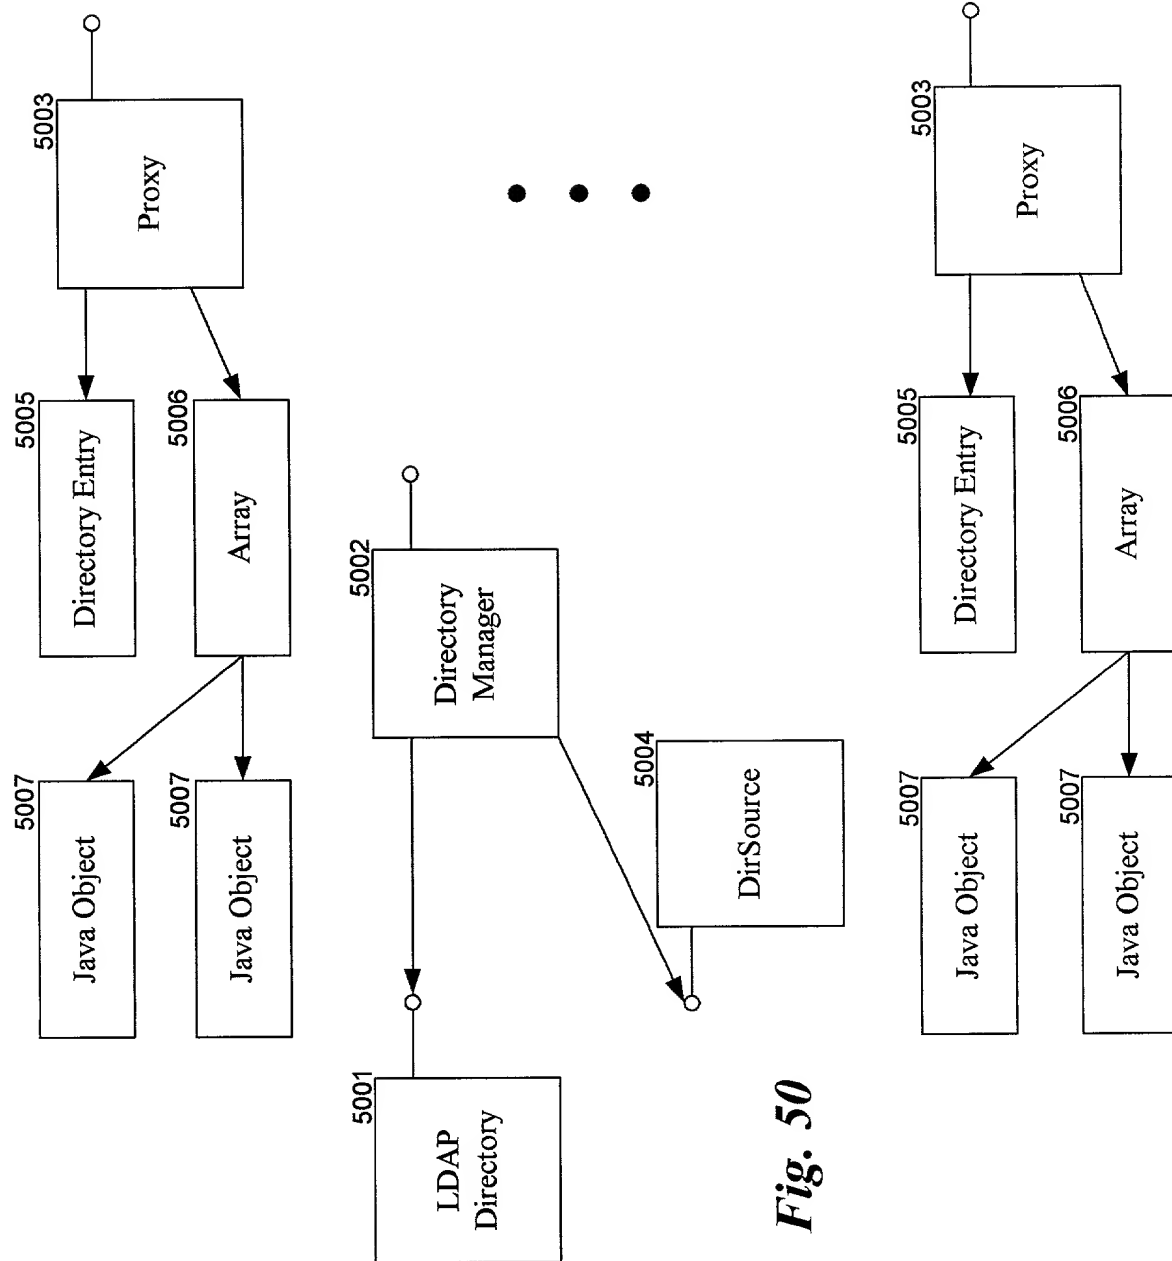 5003
Proxy
5005
Directory Entry
5006
Array
5007
Java Object
5007
Java Object
5002
Directory
Manager
5004
DirSource
5001
LDAP
Directory
5003
Proxy
5005
Directory Entry
5006
Array
5007
Java Object
5007
Java Object
Fig. 50